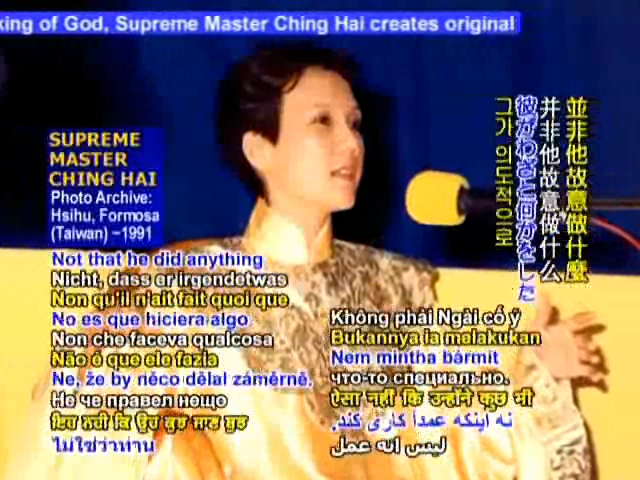 king of God, Supreme Master Ching Hai creates original
SUPREME
MASTER
CHING HAI
Photo Archive:
Hsihu, Formosa
(Taiwan) ~1991
Not that he did anything
Nicht, dass er irgendetwas
Non qu'il n'ait fait quoi que
No es que hiciera algo
Non che faceva qualcosa
Não é que ele fazia
Ne, že by něco dělal záměrně.
Не че правел нещо
ਇਹ ਨਹੀ ਕਿ ਉਹ ਕੁਝ ਜਾਣ ਬੁਝ
ไม่ใช่ว่าท่าน
並非他故意做什麼
并非他故意做什么
彼がわざと何かをした
그가 의도적으로
Không phải Ngài cố ý
Bukannya ia melakukan
Nem mintha bármit
что-то специально.
ऐसा नहीं कि उन्होंने कुछ भी
نه اینکه عمداً کاری کند,
ليس انه عمل